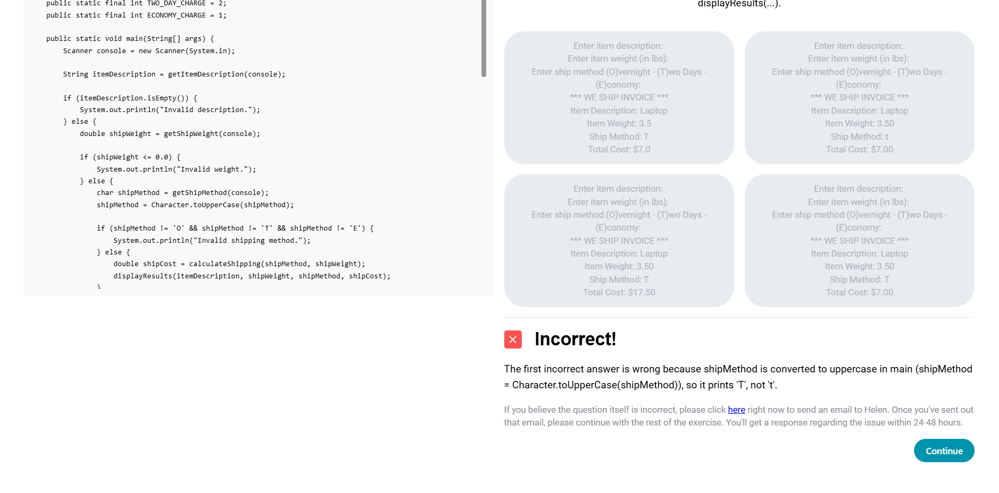 public static final int TWO_DAY_CHARGE = 2;
public static final int ECONOMY_CHARGE = 1;
public static void main(String[] args) {
Scanner console = new Scanner(System.in);
String itemDescription = getItemDescription(console);
if (itemDescription.isEmpty()) {
System.out.println("Invalid description.");
} else {
double shipWeight = getShipWeight(console);
if (shipWeight <= 0.0) {
System.out.println("Invalid weight.");
} else {
char shipMethod = getShipMethod(console);
shipMethod = Character.toUpperCase(shipMethod);
if (shipMethod != 'O' && shipMethod != 'T' && shipMethod != 'E') {
System.out.println("Invalid shipping method.");
} else {
double shipCost = calculateShipping(shipMethod, shipWeight);
displayResults(itemDescription, shipWeight, shipMethod, shipCost);
}
displayResults(...).
Enter item description:
Enter item weight (in lbs):
Enter ship method (O)vernight - (T)wo Days -
(E)conomy:
*** WE SHIP INVOICE ***
Item Description: Laptop
Item Weight: 3.5
Ship Method: T
Total Cost: $7.0
Enter item description:
Enter item weight (in lbs):
Enter ship method (O)vernight - (T)wo Days -
(E)conomy:
*** WE SHIP INVOICE ***
Item Description: Laptop
Item Weight: 3.50
Ship Method: t
Total Cost: $7.00
Enter item description:
Enter item weight (in lbs):
Enter ship method (O)vernight - (T)wo Days -
(E)conomy:
*** WE SHIP INVOICE ***
Item Description: Laptop
Item Weight: 3.50
Ship Method: T
Total Cost: $17.50
Enter item description:
Enter item weight (in lbs):
Enter ship method (O)vernight - (T)wo Days -
(E)conomy:
*** WE SHIP INVOICE ***
Item Description: Laptop
Item Weight: 3.50
Ship Method: T
Total Cost: $7.00
Incorrect!
The first incorrect answer is wrong because shipMethod is converted to uppercase in main (shipMethod
= Character.toUpperCase(shipMethod)), so it prints 'T', not 't'.
If you believe the question itself is incorrect, please click here right now to send an email to Helen. Once you've sent out
that email, please continue with the rest of the exercise. You'll get a response regarding the issue within 24-48 hours.
Continue